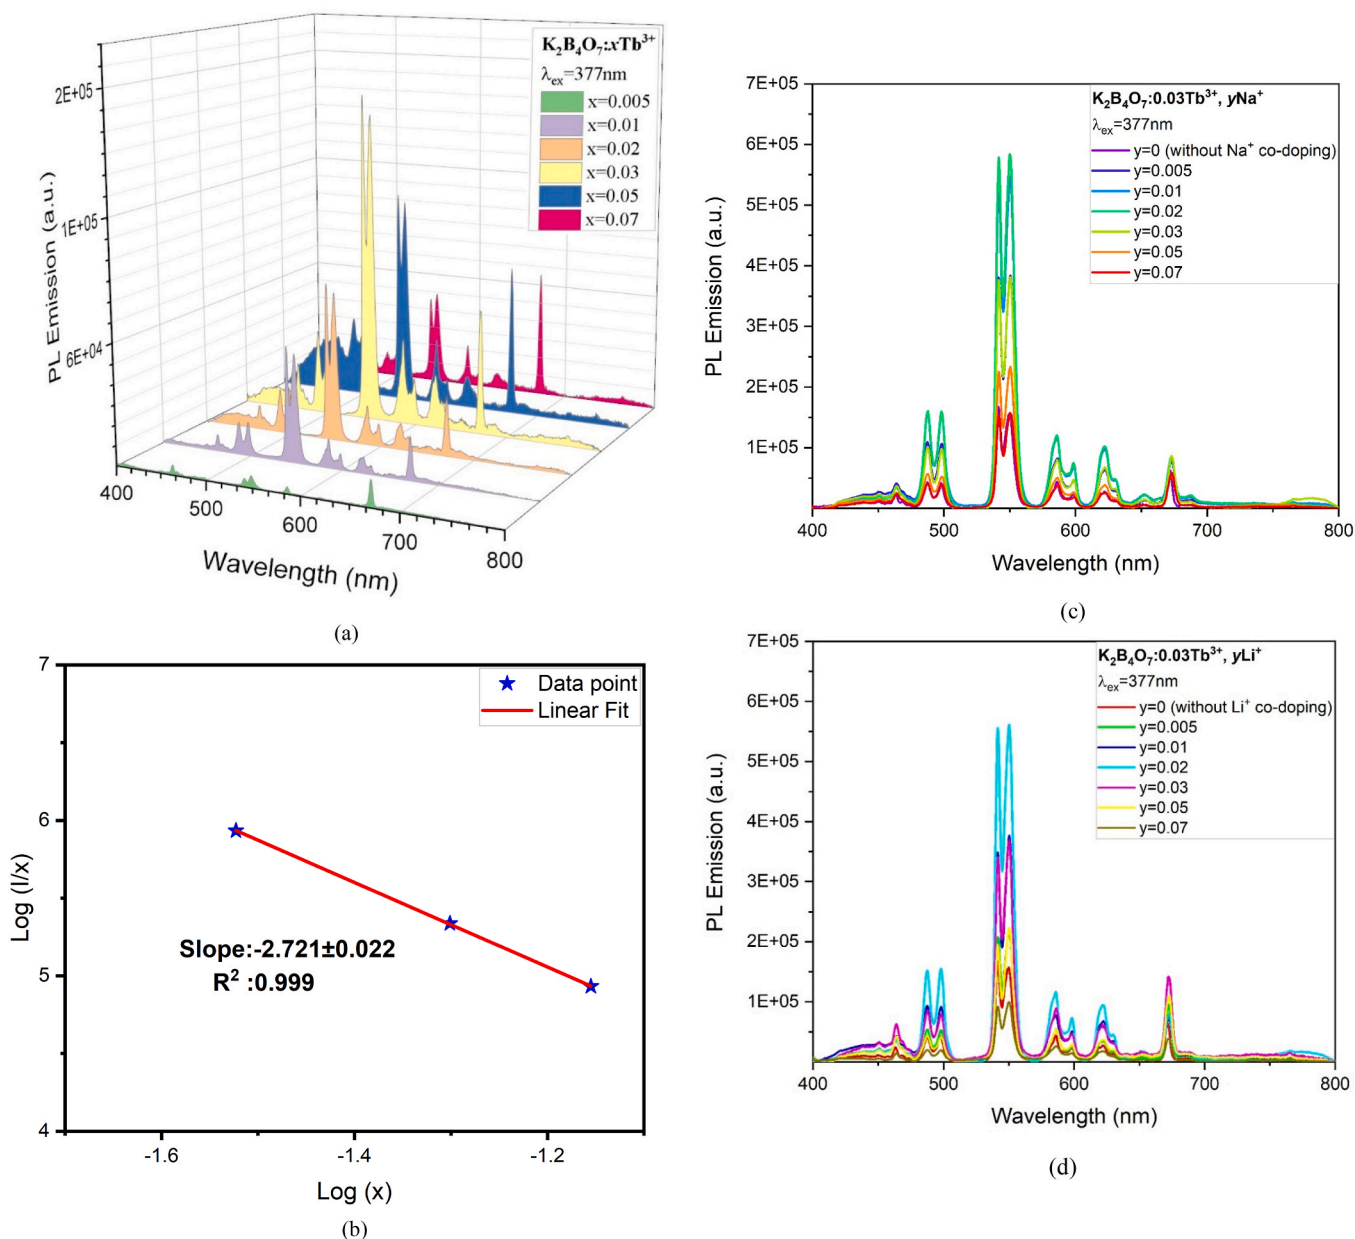 K₂B₄O₇:xTb³⁺
λex=377nm
x=0.005
x=0.01
x=0.02
x=0.03
x=0.05
x=0.07
2E+05
1E+05
6E+04
PL Emission (a.u.)
400
500
600
700
800
Wavelength (nm)
(a)
7
6
5
4
Log (I/x)
Data point
Linear Fit
Slope:-2.721±0.022
R² :0.999
-1.6
-1.4
-1.2
Log (x)
(b)
7E+05
6E+05
5E+05
4E+05
3E+05
2E+05
1E+05
PL Emission (a.u.)
K₂B₄O₇:0.03Tb³⁺, yNa⁺
λex=377nm
y=0 (without Na⁺ co-doping)
y=0.005
y=0.01
y=0.02
y=0.03
y=0.05
y=0.07
400
500
600
700
800
Wavelength (nm)
(c)
7E+05
6E+05
5E+05
4E+05
3E+05
2E+05
1E+05
PL Emission (a.u.)
K₂B₄O₇:0.03Tb³⁺, yLi⁺
λex=377nm
y=0 (without Li⁺ co-doping)
y=0.005
y=0.01
y=0.02
y=0.03
y=0.05
y=0.07
400
500
600
700
800
Wavelength (nm)
(d)